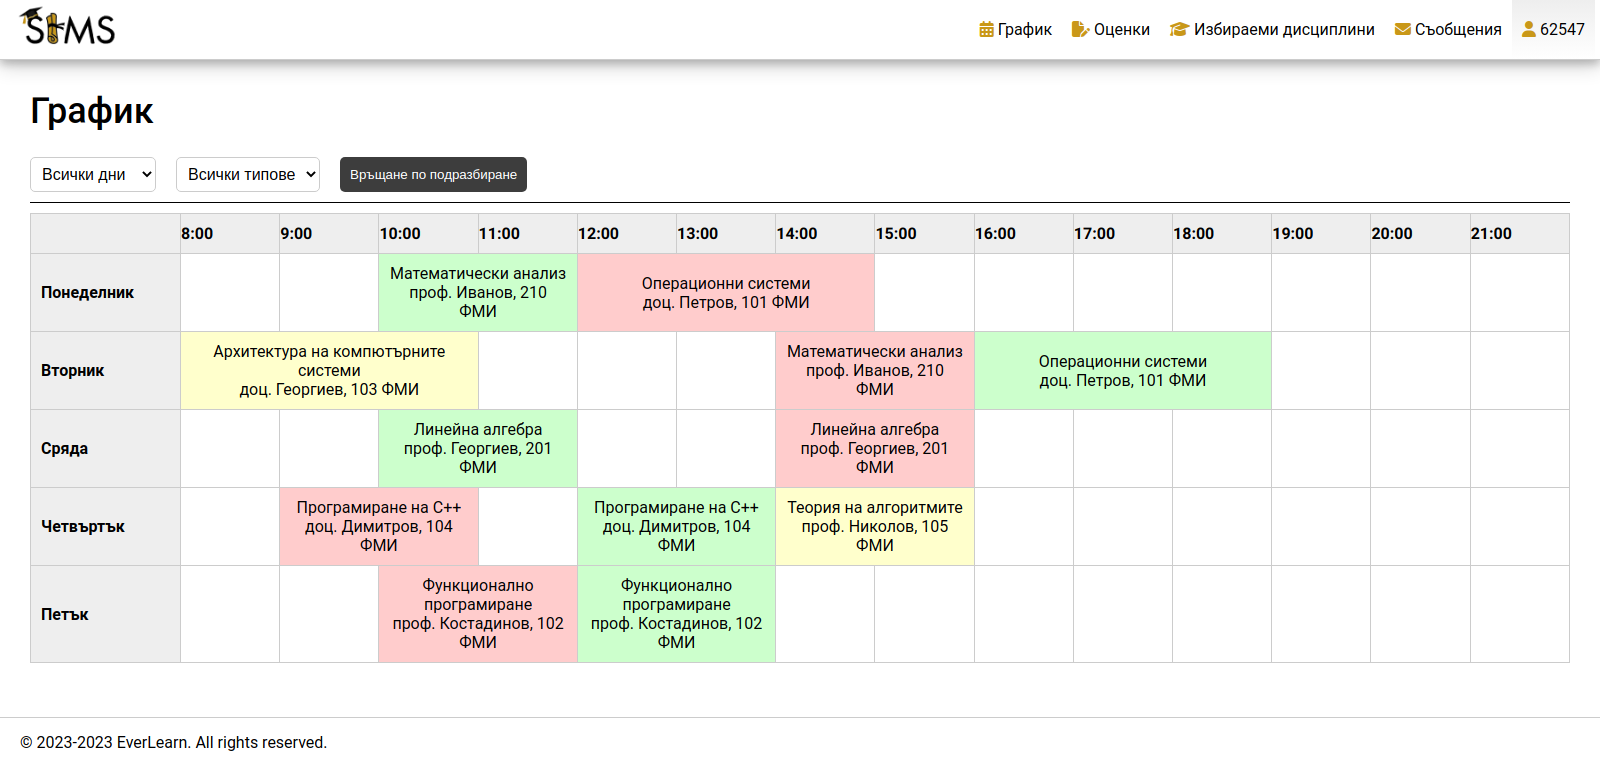 SIMS
График
Оценки
Избираеми дисциплини
Съобщения
62547
График
Всички дни
Всички типове
Връщане по подразбиране
8:00 9:00 10:00 11:00 12:00 13:00 14:00 15:00 16:00 17:00 18:00 19:00 20:00 21:00
Понеделник
Математически анализ
проф. Иванов, 210
ФМИ
Операционни системи
доц. Петров, 101 ФМИ
Вторник
Архитектура на компютърните
системи
доц. Георгиев, 103 ФМИ
Математически анализ
проф. Иванов, 210
ФМИ
Операционни системи
доц. Петров, 101 ФМИ
Сряда
Линейна алгебра
проф. Георгиев, 201
ФМИ
Линейна алгебра
проф. Георгиев, 201
ФМИ
Четвъртък
Програмиране на C++
доц. Димитров, 104
ФМИ
Програмиране на C++
доц. Димитров, 104
ФМИ
Теория на алгоритмите
проф. Николов, 105
ФМИ
Петък
Функционално
програмиране
проф. Костадинов, 102
ФМИ
Функционално
програмиране
проф. Костадинов, 102
ФМИ
© 2023-2023 EverLearn. All rights reserved.